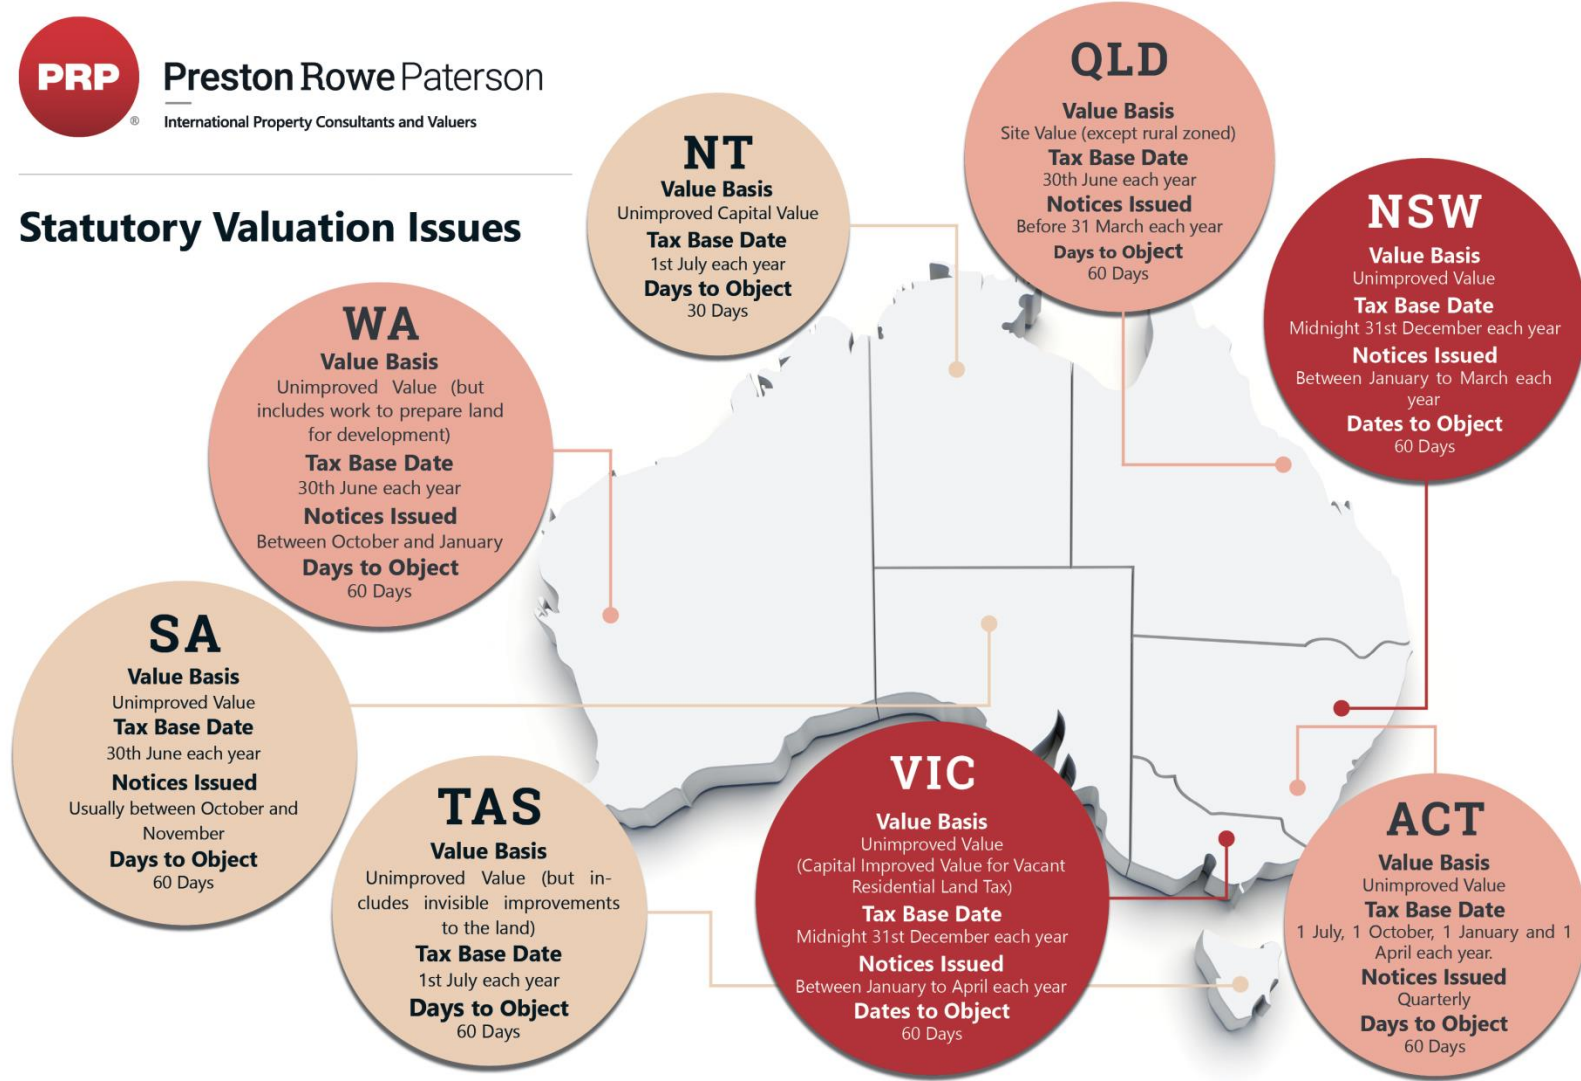 PRP
®
Preston Rowe Paterson
International Property Consultants and Valuers
Statutory Valuation Issues
NT
Value Basis
Unimproved Capital Value
Tax Base Date
1st July each year
Days to Object
30 Days
QLD
Value Basis
Site Value (except rural zoned)
Tax Base Date
30th June each year
Notices Issued
Before 31 March each year
Days to Object
60 Days
NSW
Value Basis
Unimproved Value
Tax Base Date
Midnight 31st December each year
Notices Issued
Between January to March each
year
Dates to Object
60 Days
WA
Value Basis
Unimproved Value (but
includes work to prepare land
for development)
Tax Base Date
30th June each year
Notices Issued
Between October and January
Days to Object
60 Days
SA
Value Basis
Unimproved Value
Tax Base Date
30th June each year
Notices Issued
Usually between October and
November
Days to Object
60 Days
TAS
Value Basis
Unimproved Value (but in-
cludes invisible improvements
to the land)
Tax Base Date
1st July each year
Days to Object
60 Days
VIC
Value Basis
Unimproved Value
(Capital Improved Value for Vacant
Residential Land Tax)
Tax Base Date
Midnight 31st December each year
Notices Issued
Between January to April each year
Dates to Object
60 Days
ACT
Value Basis
Unimproved Value
Tax Base Date
1 July, 1 October, 1 January and 1
April each year.
Notices Issued
Quarterly
Days to Object
60 Days